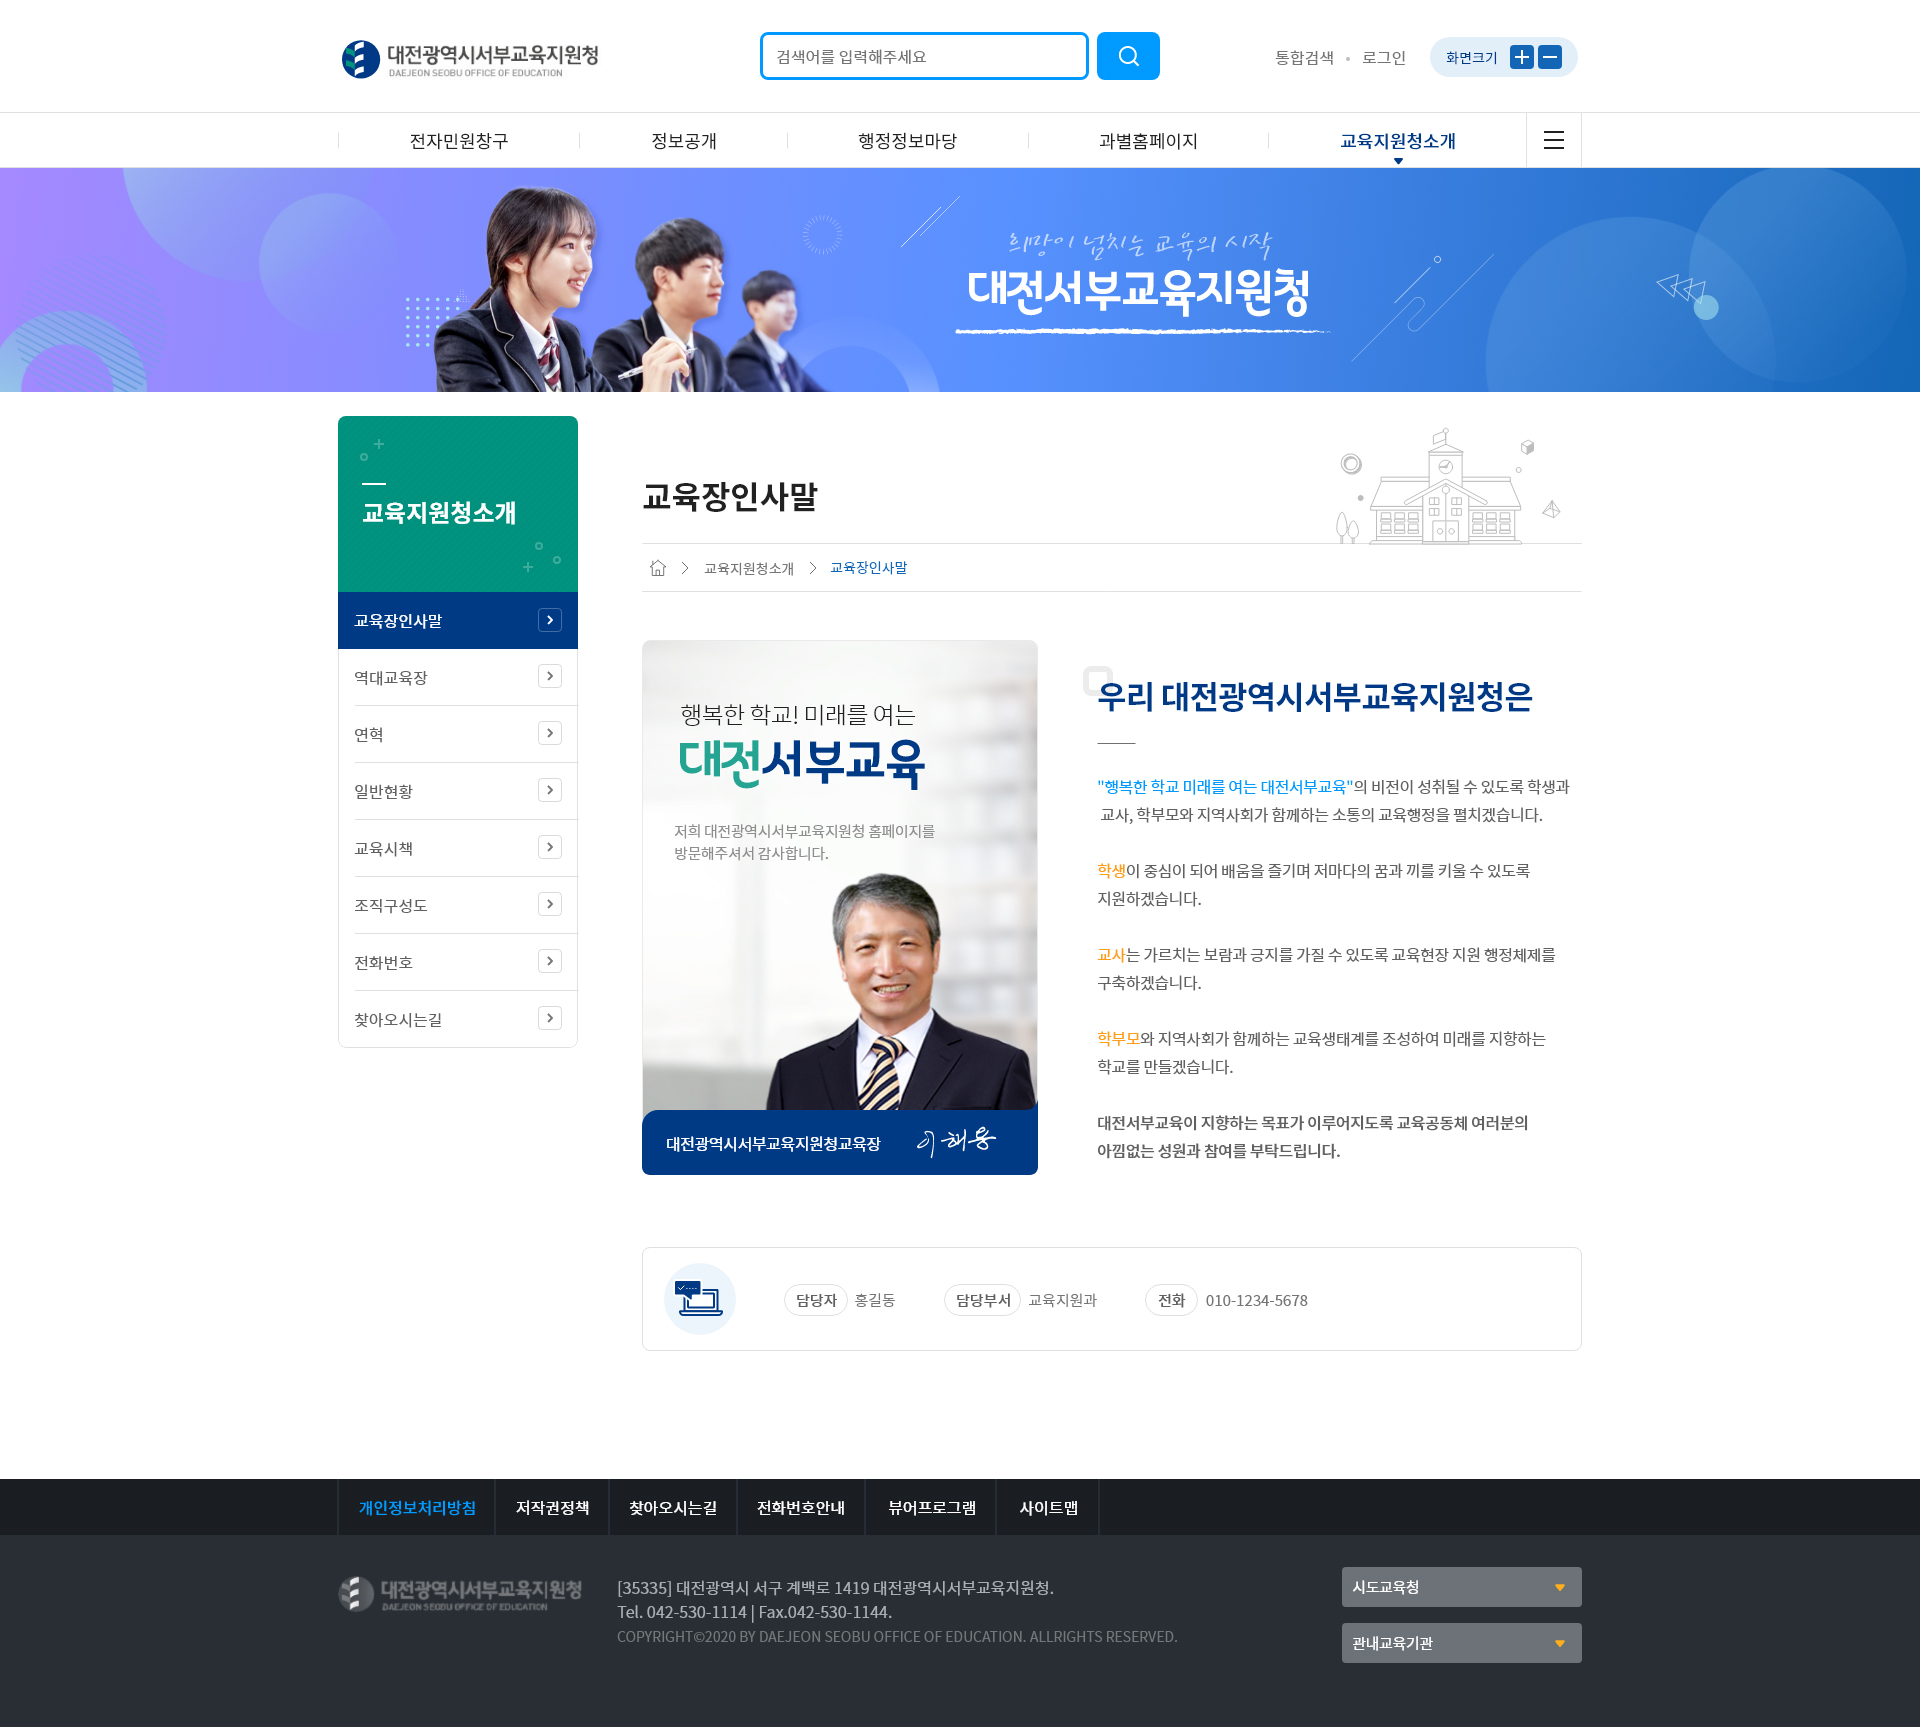 대전광역시서부교육지원청
DAEJEON SEOBU OFFICE OF EDUCATION
검색어를 입력해주세요
통합검색
로그인
화면크기
전자민원창구
정보공개
행정정보마당
과별홈페이지
교육지원청소개
희망이 넘치는 교육의 시작
대전서부교육지원청
교육지원청소개
교육장인사말
역대교육장
연혁
일반현황
교육시책
조직구성도
전화번호
찾아오시는길
교육장인사말
교육지원청소개
교육장인사말
행복한 학교! 미래를 여는
대전서부교육
저희 대전광역시서부교육지원청 홈페이지를
방문해주셔서 감사합니다.
대전광역시서부교육지원청교육장
이해용
우리 대전광역시서부교육지원청은
"행복한 학교 미래를 여는 대전서부교육"의 비전이 성취될 수 있도록 학생과
교사, 학부모와 지역사회가 함께하는 소통의 교육행정을 펼치겠습니다.
학생이 중심이 되어 배움을 즐기며 저마다의 꿈과 끼를 키울 수 있도록
지원하겠습니다.
교사는 가르치는 보람과 긍지를 가질 수 있도록 교육현장 지원 행정체제를
구축하겠습니다.
학부모와 지역사회가 함께하는 교육생태계를 조성하여 미래를 지향하는
학교를 만들겠습니다.
대전서부교육이 지향하는 목표가 이루어지도록 교육공동체 여러분의
아낌없는 성원과 참여를 부탁드립니다.
담당자 홍길동
담당부서 교육지원과
전화 010-1234-5678
개인정보처리방침
저작권정책
찾아오시는길
전화번호안내
뷰어프로그램
사이트맵
대전광역시서부교육지원청
DAEJEON SEOBU OFFICE OF EDUCATION
[35335] 대전광역시 서구 계백로 1419 대전광역시서부교육지원청.
Tel. 042-530-1114 | Fax.042-530-1144.
COPYRIGHT©2020 BY DAEJEON SEOBU OFFICE OF EDUCATION. ALLRIGHTS RESERVED.
시도교육청
관내교육기관